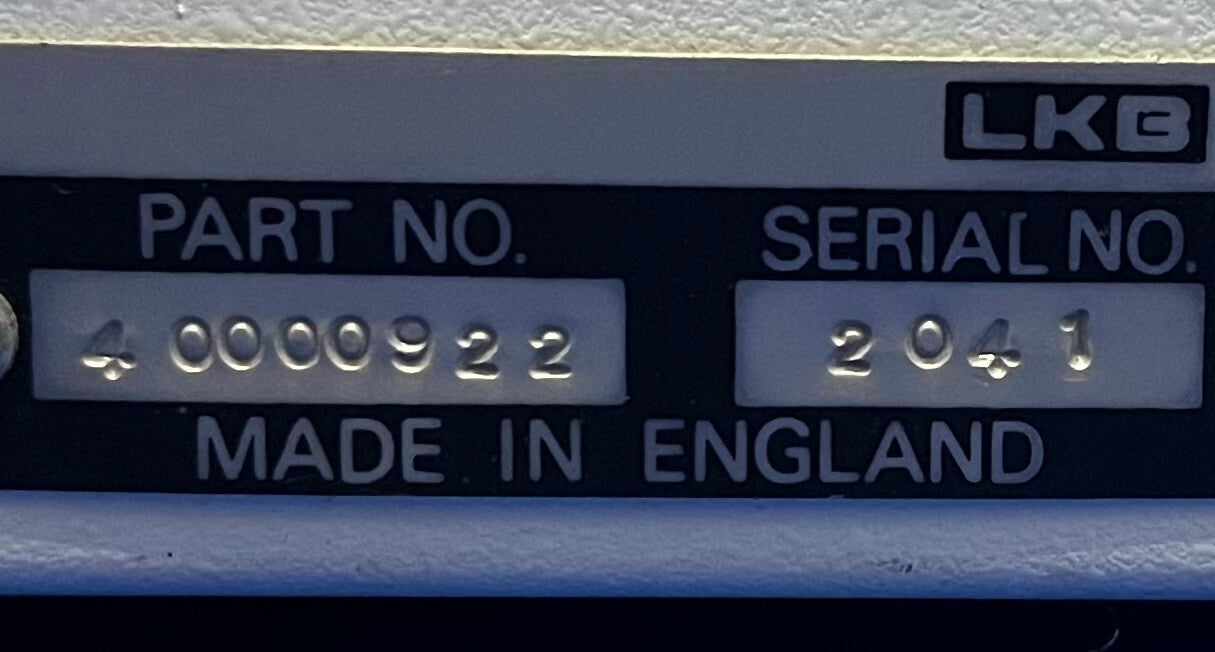 LKB
PART NO. SERIAL NO.
4 0000922 2041
MADE IN ENGLAND